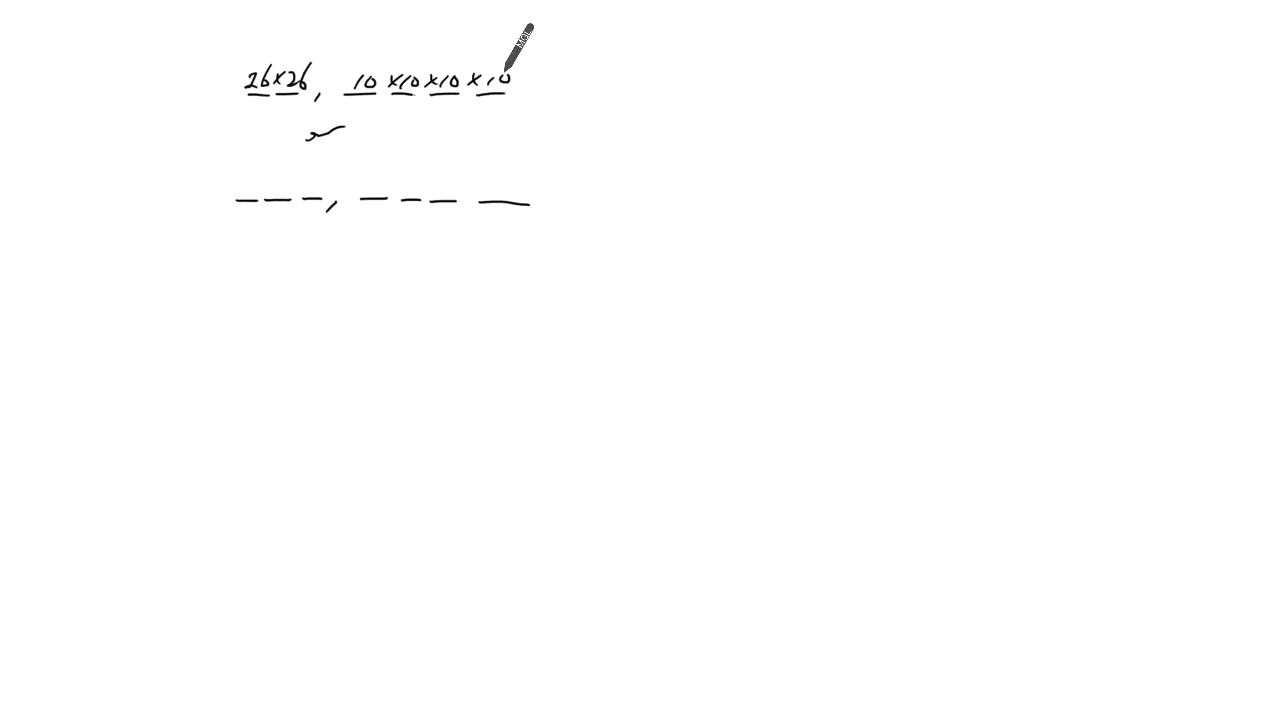 26×26, 10 ×10 ×10 ×10
_ _ _, _ _ _ _